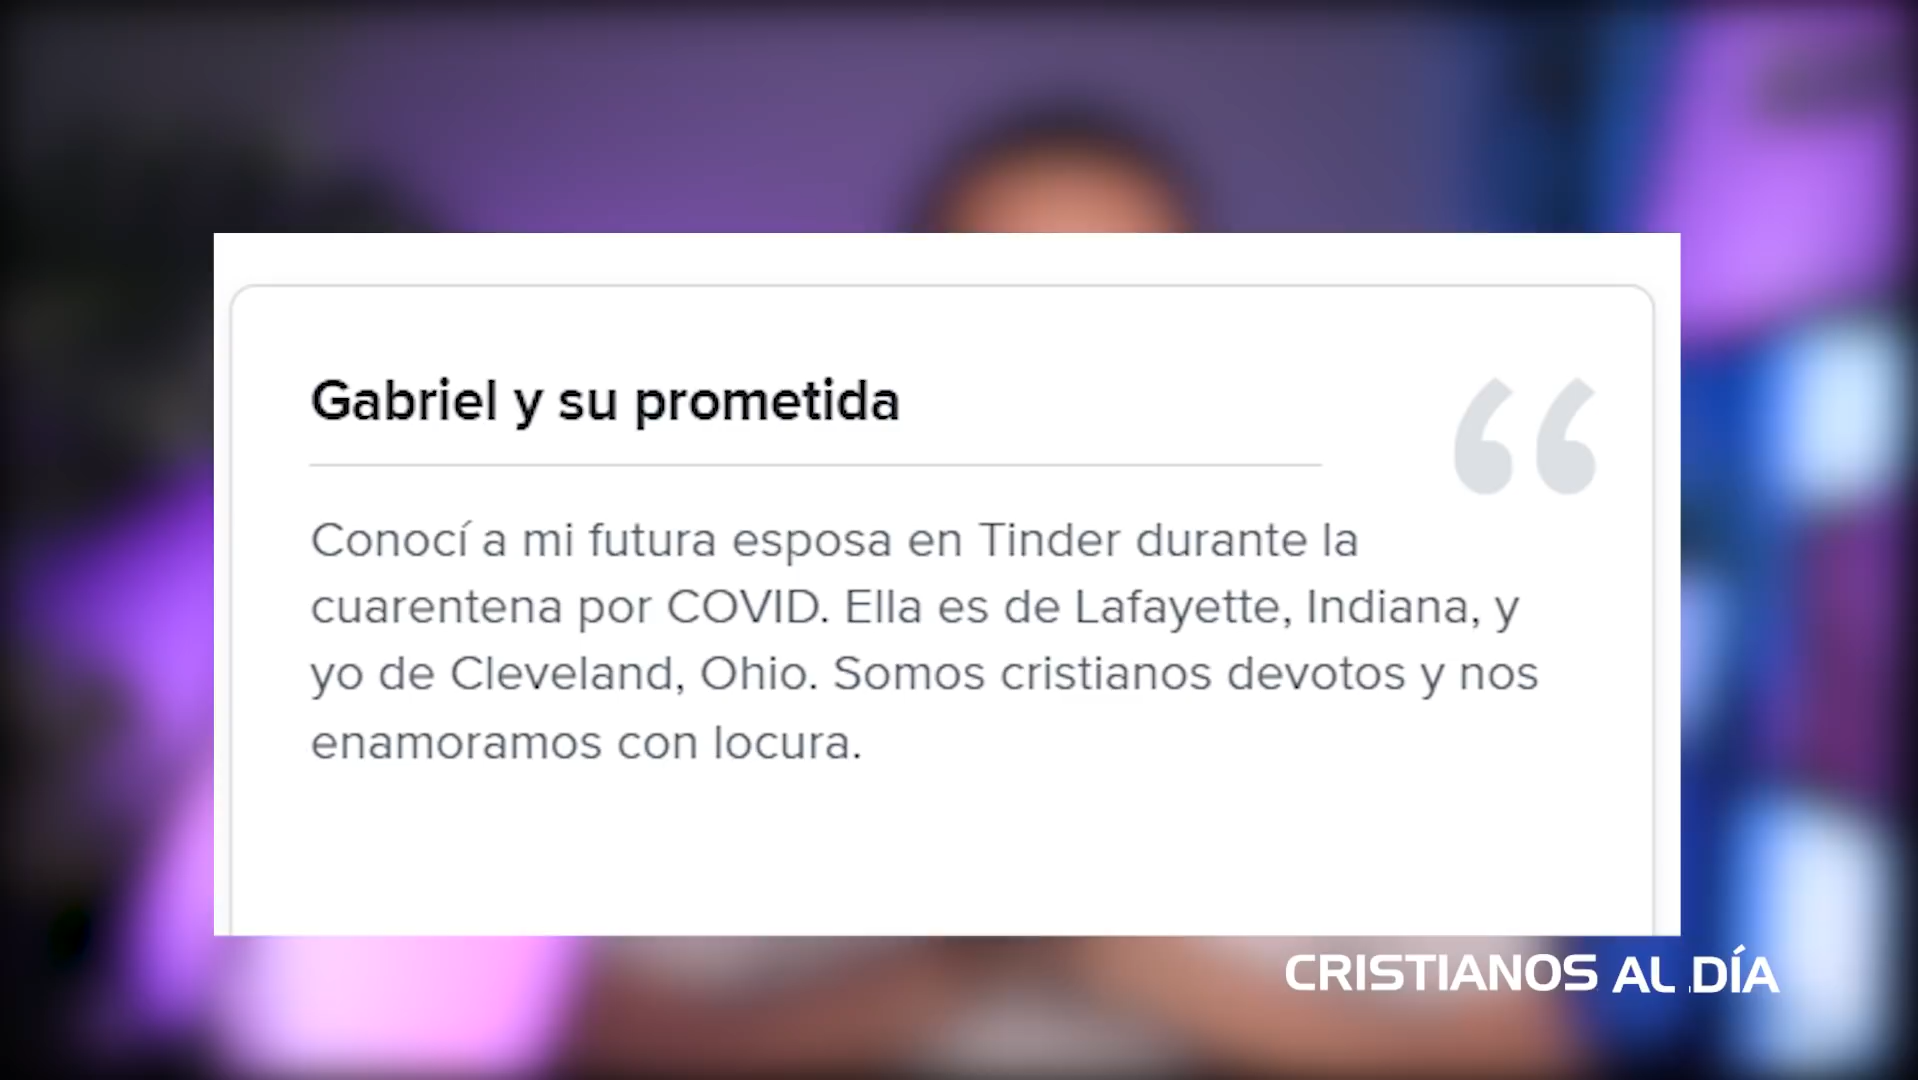 Gabriel y su prometida
Conocí a mi futura esposa en Tinder durante la
cuarentena por COVID. Ella es de Lafayette, Indiana, y
yo de Cleveland, Ohio. Somos cristianos devotos y nos
enamoramos con locura.
CRISTIANOS AL DÍA